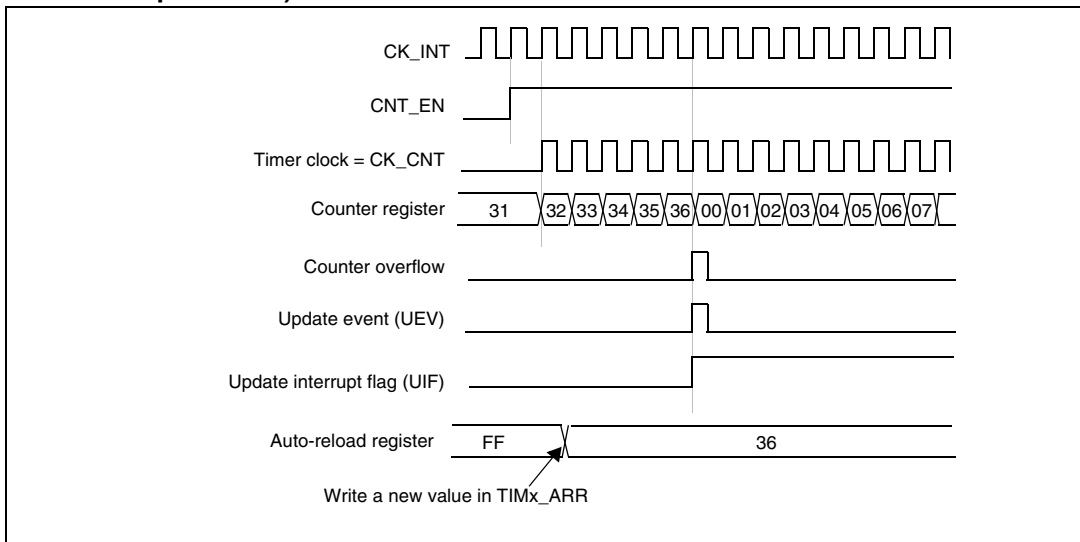 CK_INT
CNT_EN
Timer clock = CK_CNT
Counter register 31 32 33 34 35 36 00 01 02 03 04 05 06 07
Counter overflow
Update event (UEV)
Update interrupt flag (UIF)
Auto-reload register FF 36
Write a new value in TIMx_ARR